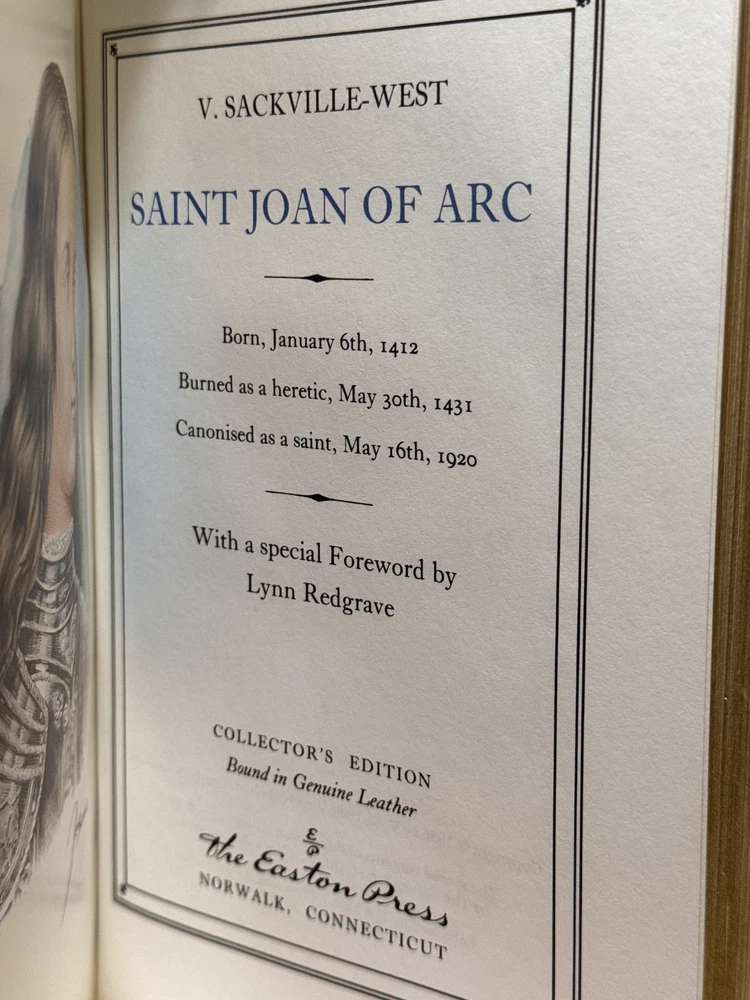 V. SACKVILLE-WEST
SAINT JOAN OF ARC
Born, January 6th, 1412
Burned as a heretic, May 30th, 1431
Canonised as a saint, May 16th, 1920
With a special Foreword by
Lynn Redgrave
COLLECTOR'S EDITION
Bound in Genuine Leather
E
P
The Easton Press
NORWALK, CONNECTICUT